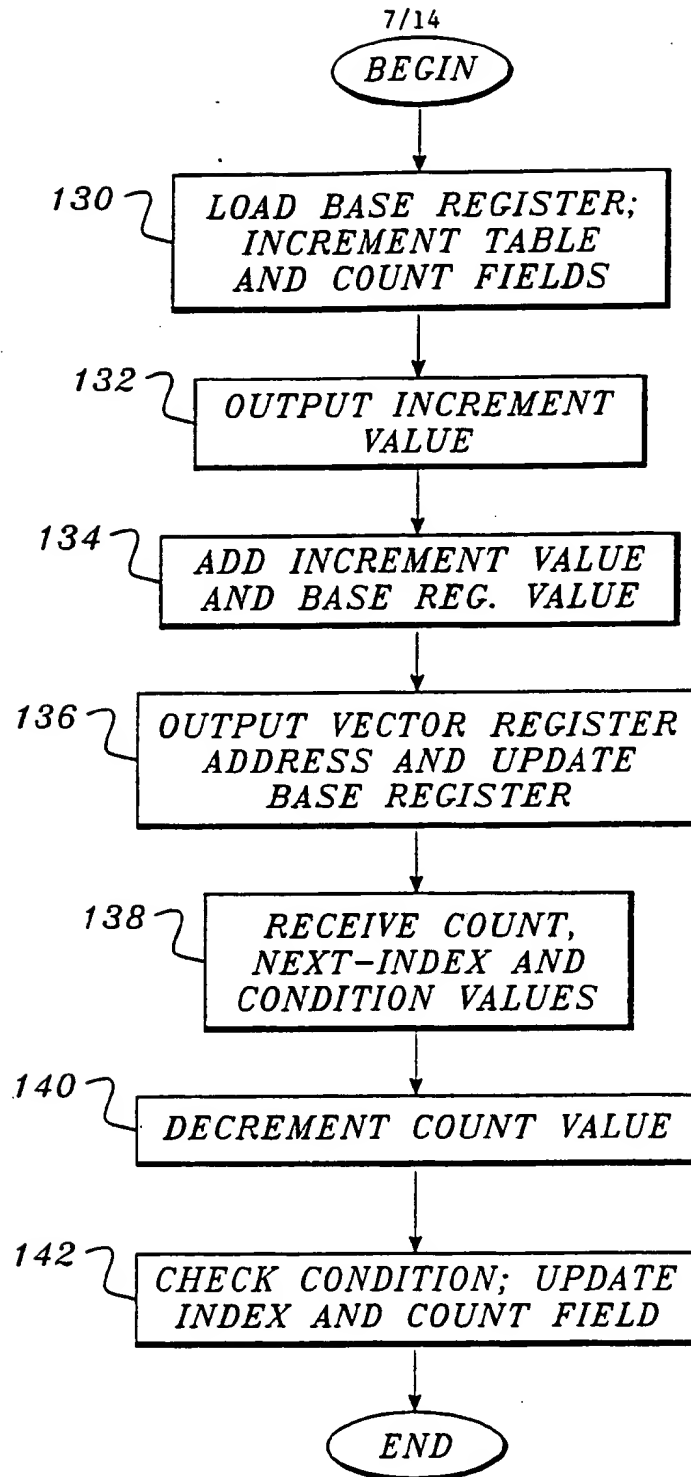 7/14
BEGIN
130
LOAD BASE REGISTER;
INCREMENT TABLE
AND COUNT FIELDS
132
OUTPUT INCREMENT
VALUE
134
ADD INCREMENT VALUE
AND BASE REG. VALUE
136
OUTPUT VECTOR REGISTER
ADDRESS AND UPDATE
BASE REGISTER
138
RECEIVE COUNT,
NEXT-INDEX AND
CONDITION VALUES
140
DECREMENT COUNT VALUE
142
CHECK CONDITION; UPDATE
INDEX AND COUNT FIELD
END